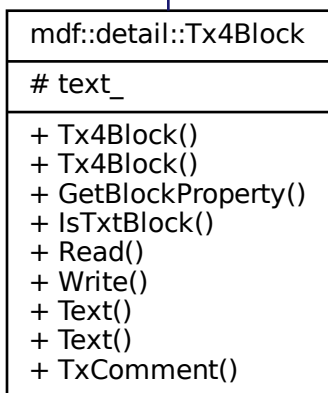 mdf::detail::Tx4Block
# text_
+ Tx4Block()
+ Tx4Block()
+ GetBlockProperty()
+ IsTxtBlock()
+ Read()
+ Write()
+ Text()
+ Text()
+ TxComment()